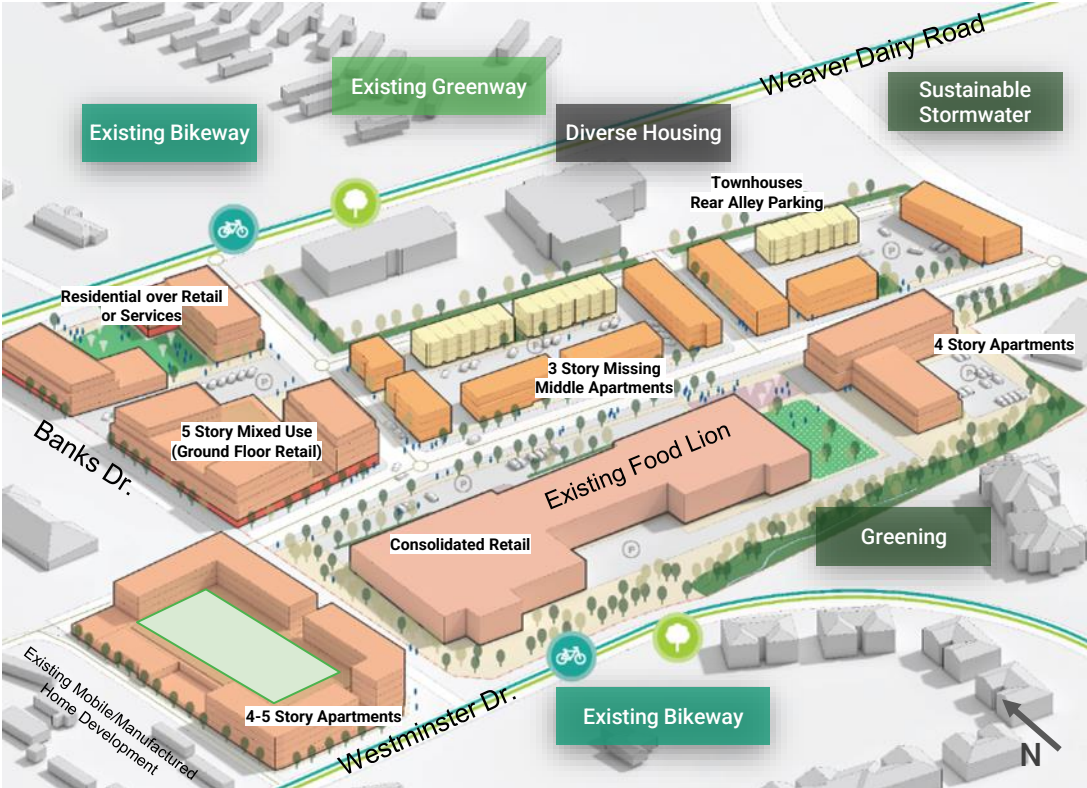 Weaver Dairy Road
Existing Greenway
Sustainable
Stormwater
Existing Bikeway
Diverse Housing
Townhouses
Rear Alley Parking
Residential over Retail
or Services
P
4 Story Apartments
3 Story Missing
Middle Apartments
P
P
P
5 Story Mixed Use
(Ground Floor Retail)
Banks Dr.
Existing Food Lion
P
Consolidated Retail
P
Greening
Existing Mobile/Manufactured
Home Development
4-5 Story Apartments
Westminster Dr.
Existing Bikeway
N